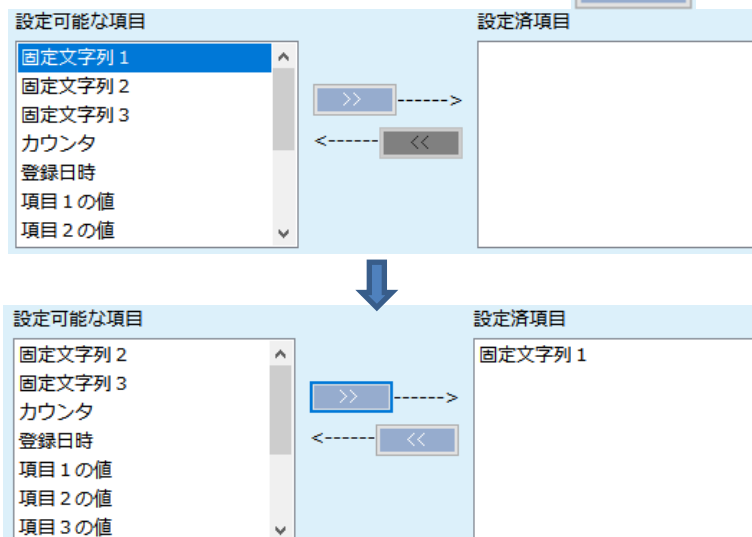 設定可能な項目 設定済項目
固定文字列１
固定文字列２
固定文字列３
カウンタ
登録日時
項目１の値
項目２の値
>> ------>
<------ <<
設定可能な項目 設定済項目
固定文字列２
固定文字列３
カウンタ
登録日時
項目１の値
項目２の値
項目３の値
>> ------>
<------ <<
固定文字列１